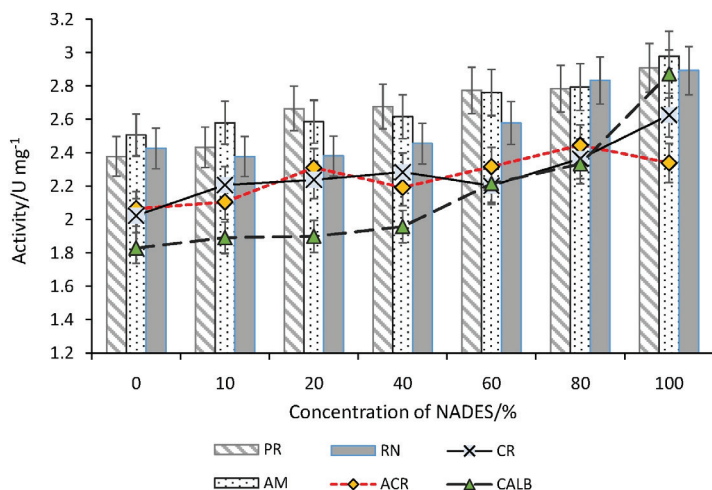 Activity/U mg⁻¹
3.2
3
2.8
2.6
2.4
2.2
2
1.8
1.6
1.4
1.2
0 10 20 40 60 80 100
Concentration of NADES/%
PR RN CR
AM ACR CALB